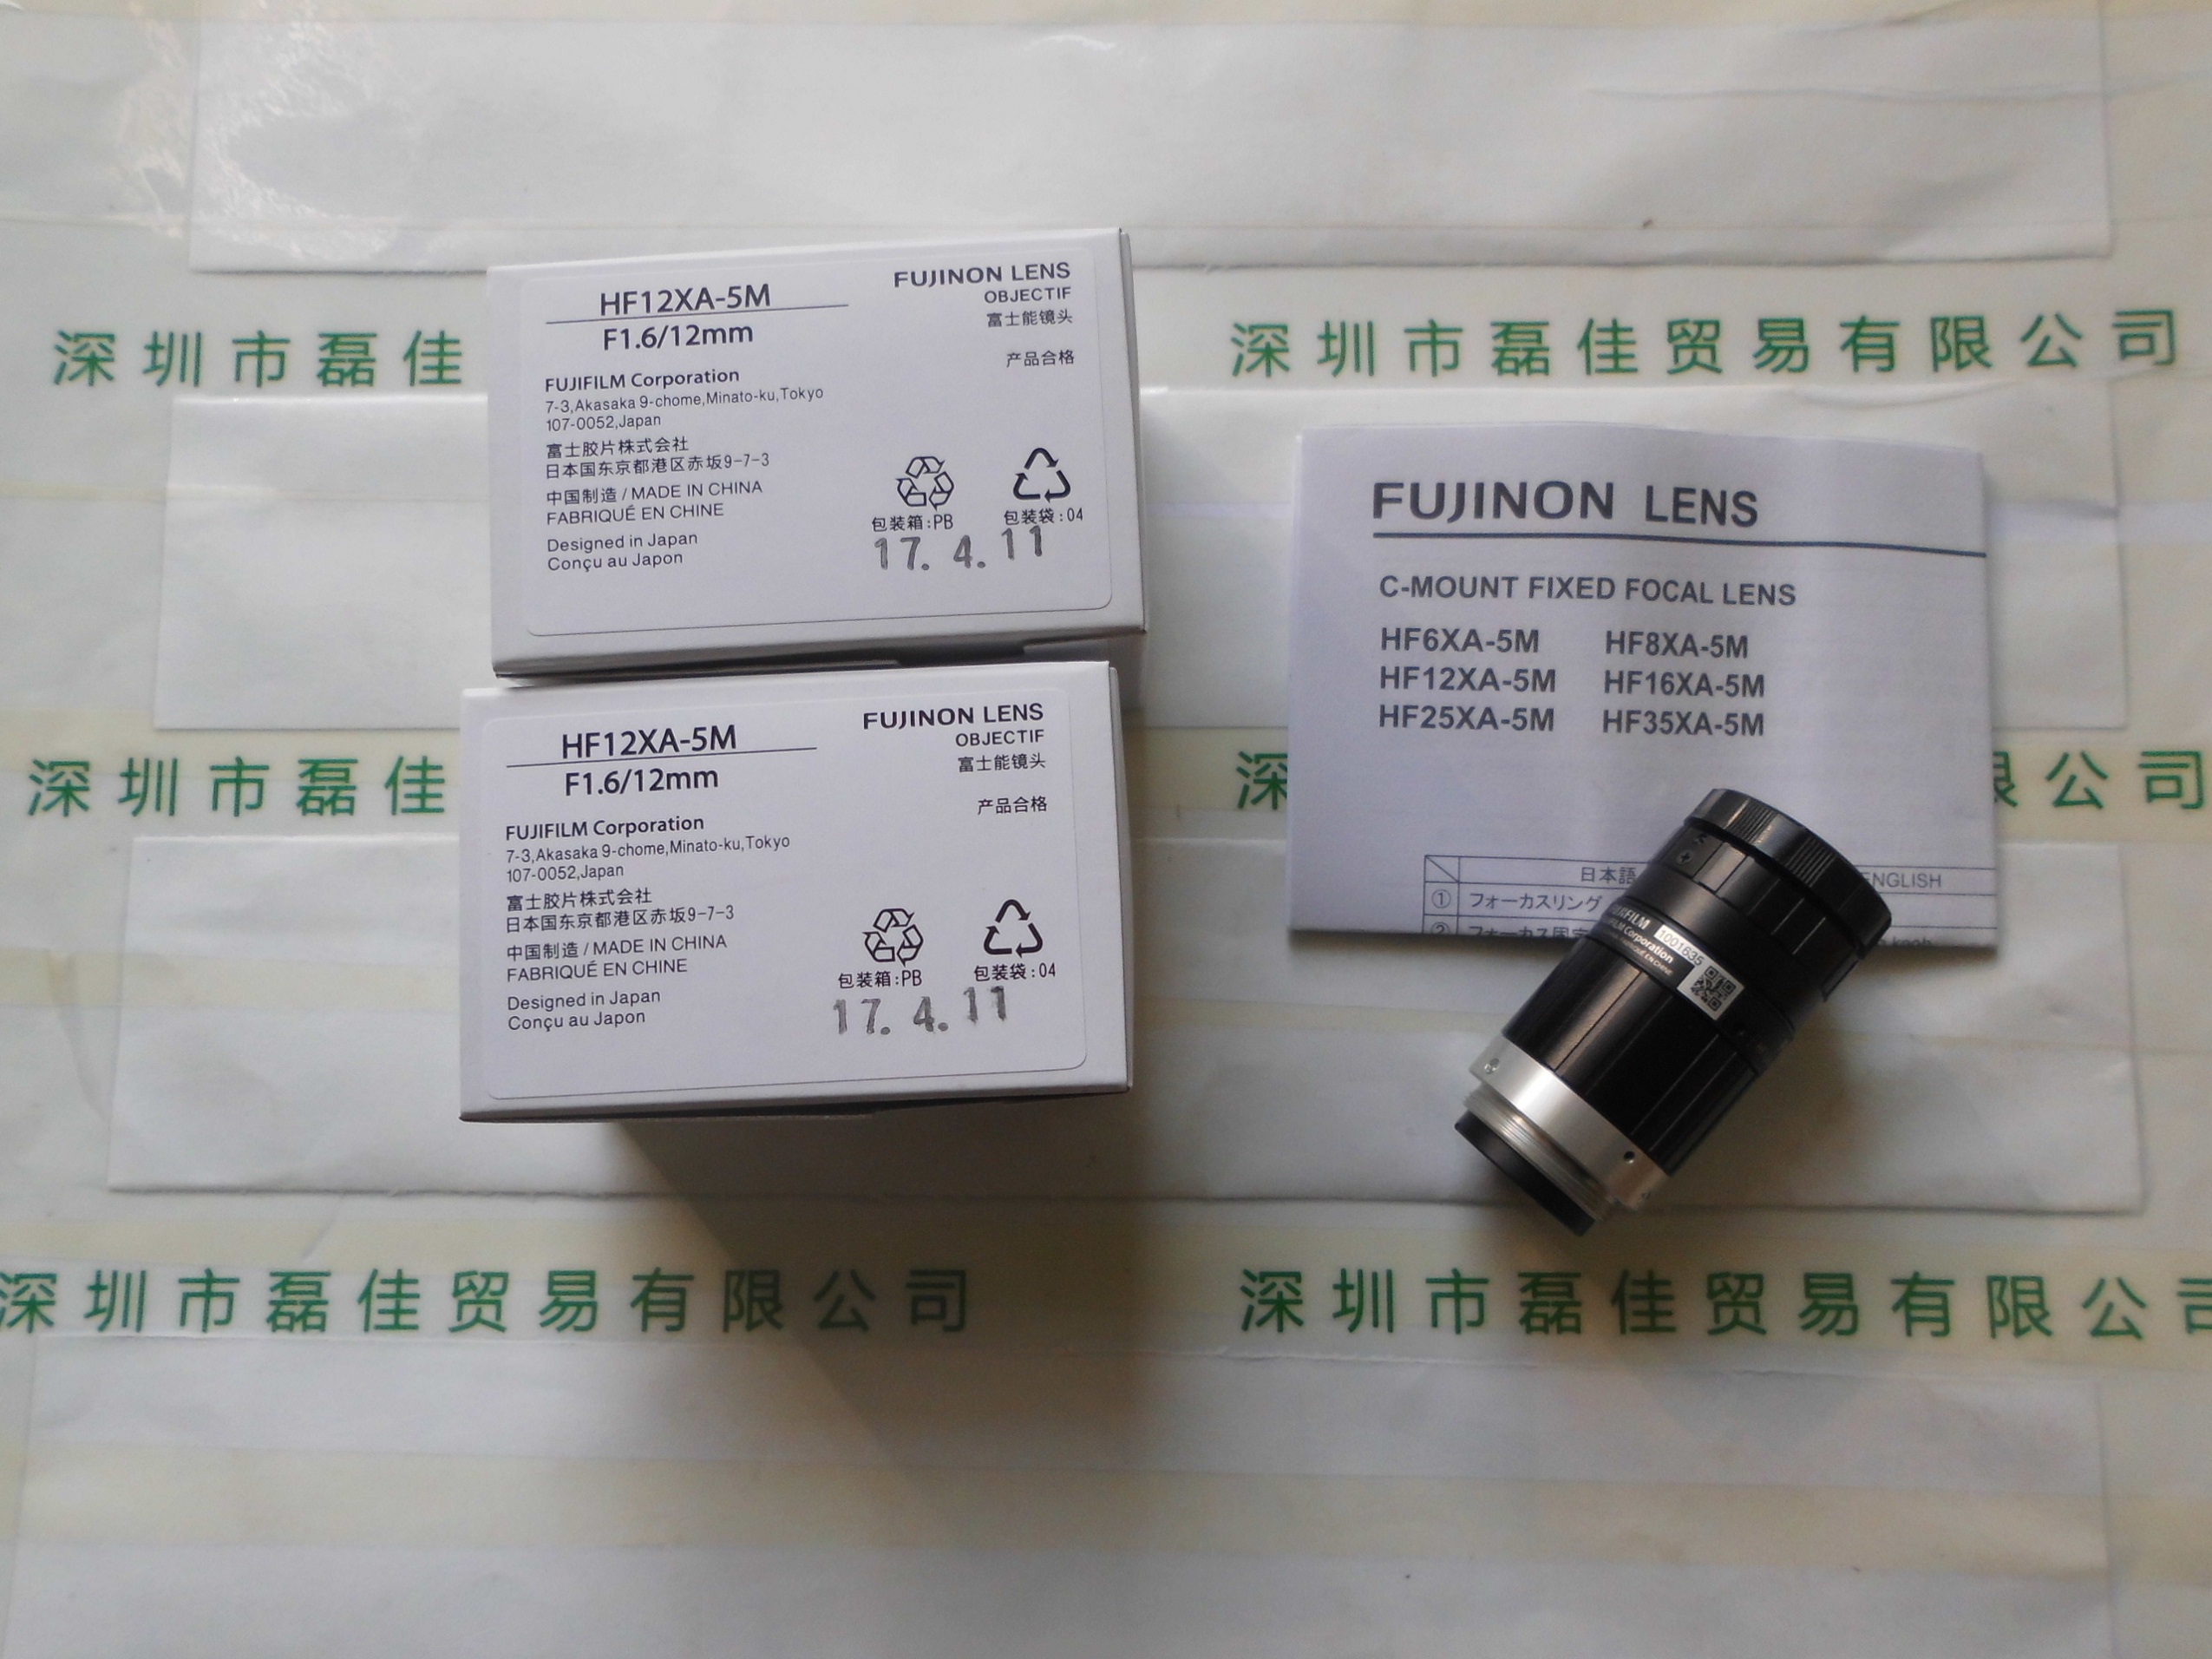 深圳市磊佳
深圳市磊佳贸易有限公司
HF12XA-5M
F1.6/12mm
FUJINON LENS
OBJECTIF
富士能镜头
产品合格
FUJIFILM Corporation
7-3,Akasaka 9-chome,Minato-ku,Tokyo
107-0052,Japan
富士胶片株式会社
日本国东京都港区赤坂9-7-3
中国制造 / MADE IN CHINA
FABRIQUÉ EN CHINE
Designed in Japan
Conçu au Japon
包装箱:PB
包装袋:04
17. 4. 11
FUJINON LENS
C-MOUNT FIXED FOCAL LENS
HF6XA-5M HF8XA-5M
HF12XA-5M HF16XA-5M
HF25XA-5M HF35XA-5M
日本語 ENGLISH
① フォーカスリング
② フォーカス固定
FUJIFILM
1001635
深圳市磊佳
深
公司
HF12XA-5M
F1.6/12mm
FUJINON LENS
OBJECTIF
富士能镜头
产品合格
FUJIFILM Corporation
7-3,Akasaka 9-chome,Minato-ku,Tokyo
107-0052,Japan
富士胶片株式会社
日本国东京都港区赤坂9-7-3
中国制造 / MADE IN CHINA
FABRIQUÉ EN CHINE
Designed in Japan
Conçu au Japon
包装箱:PB
包装袋:04
17. 4. 11
深圳市磊佳贸易有限公司
深圳市磊佳贸易有限公司